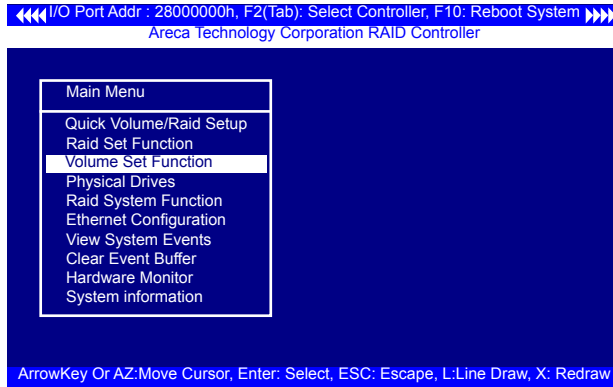 I/O Port Addr : 28000000h, F2(Tab): Select Controller, F10: Reboot System
Areca Technology Corporation RAID Controller
Main Menu
Quick Volume/Raid Setup
Raid Set Function
Volume Set Function
Physical Drives
Raid System Function
Ethernet Configuration
View System Events
Clear Event Buffer
Hardware Monitor
System information
ArrowKey Or AZ:Move Cursor, Enter: Select, ESC: Escape, L:Line Draw, X: Redraw